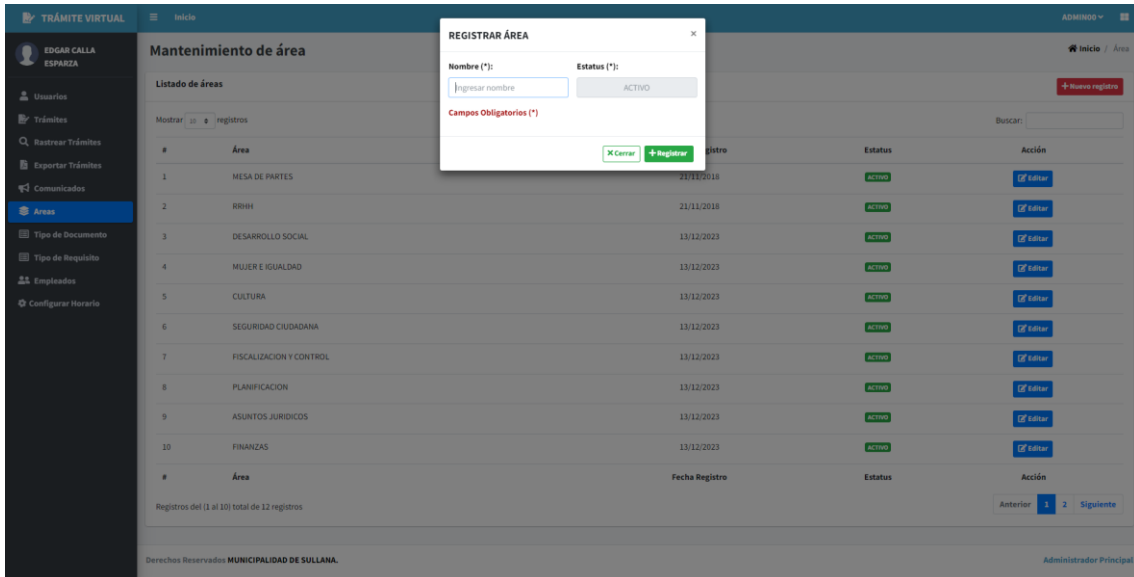 TRÁMITE VIRTUAL
Inicio
ADMIN00
EDGAR CALLA
ESPARZA
Usuarios
Trámites
Rastrear Trámites
Exportar Trámites
Comunicados
Areas
Tipo de Documento
Tipo de Requisito
Empleados
Configurar Horario
Mantenimiento de área
Inicio / Área
REGISTRAR ÁREA ×
Nombre (*): Estatus (*):
Ingresar nombre ACTIVO
Campos Obligatorios (*)
Cerrar Registrar
Listado de áreas
Nuevo registro
Mostrar 10 registros Buscar:
# Área gistro Estatus Acción
1 MESA DE PARTES 21/11/2018 ACTIVO Editar
2 RRHH 21/11/2018 ACTIVO Editar
3 DESARROLLO SOCIAL 13/12/2023 ACTIVO Editar
4 MUJER E IGUALDAD 13/12/2023 ACTIVO Editar
5 CULTURA 13/12/2023 ACTIVO Editar
6 SEGURIDAD CIUDADANA 13/12/2023 ACTIVO Editar
7 FISCALIZACION Y CONTROL 13/12/2023 ACTIVO Editar
8 PLANIFICACION 13/12/2023 ACTIVO Editar
9 ASUNTOS JURIDICOS 13/12/2023 ACTIVO Editar
10 FINANZAS 13/12/2023 ACTIVO Editar
# Área Fecha Registro Estatus Acción
Registros del (1 al 10) total de 12 registros Anterior 1 2 Siguiente
Derechos Reservados MUNICIPALIDAD DE SULLANA. Administrador Principal